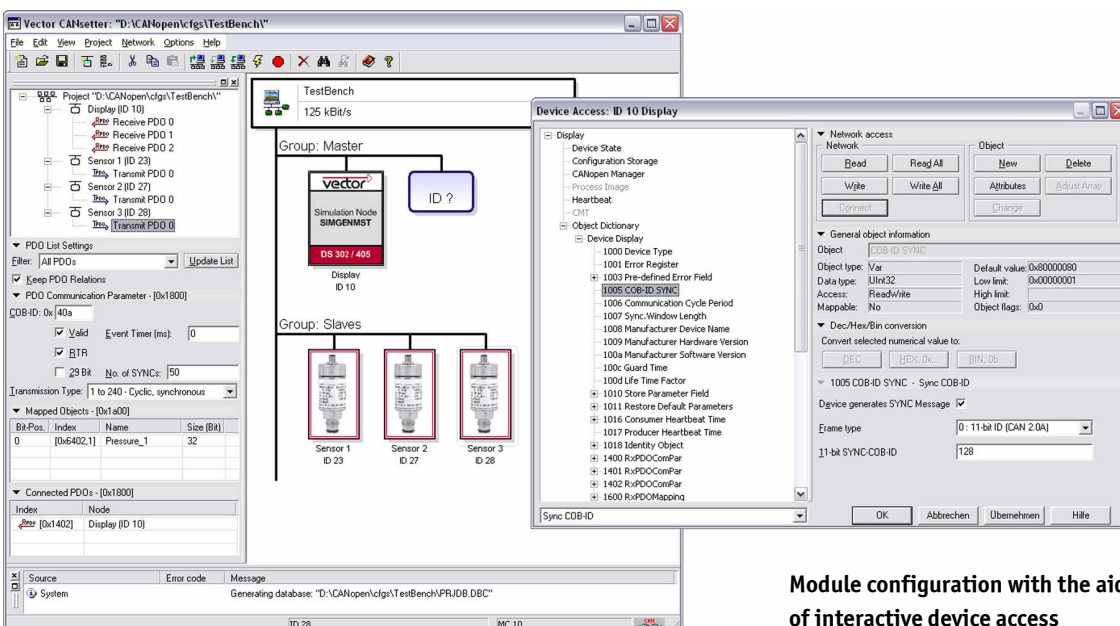 Vector CANsetter: "D:\CANopen\cfgs\TestBench\"
File Edit View Project Network Options Help
Project "D:\CANopen\cfgs\TestBench\"
Display (ID 10)
RPDO Receive PDO 0
RPDO Receive PDO 1
RPDO Receive PDO 2
Sensor 1 (ID 23)
TPDO Transmit PDO 0
Sensor 2 (ID 27)
TPDO Transmit PDO 0
Sensor 3 (ID 28)
TPDO Transmit PDO 0
PDO List Settings
Filter: All PDOs Update List
Keep PDO Relations
PDO Communication Parameter - [0x1800]
COB-ID: 0x 40a
Valid Event Timer (ms): 0
RTR
29 Bit No. of SYNCs: 50
Transmission Type: 1 to 240 - Cyclic, synchronous
Mapped Objects - [0x1a00]
Bit-Pos. Index Name Size (Bit)
0 [0x6402,1] Pressure_1 32
Connected PDOs - [0x1800]
Index Node
RPDO [0x1402] Display (ID 10)
TestBench
125 kBit/s
Group: Master
vector
Simulation Node
SIMGENMST
DS 302 / 405
Display
ID 10
ID ?
Group: Slaves
Sensor 1
ID 23
Sensor 2
ID 27
Sensor 3
ID 28
Source Error code Message
System Generating database: "D:\CANopen\cfgs\TestBench\PRJDB.DBC"
ID 28 MC 10
Device Access: ID 10 Display
Display
Device State
Configuration Storage
CANopen Manager
Process Image
Heartbeat
CMT
Object Dictionary
Device Display
1000 Device Type
1001 Error Register
1003 Pre-defined Error Field
1005 COB-ID SYNC
1006 Communication Cycle Period
1007 Sync.Window Length
1008 Manufacturer Device Name
1009 Manufacturer Hardware Version
100a Manufacturer Software Version
100c Guard Time
100d Life Time Factor
1010 Store Parameter Field
1011 Restore Default Parameters
1016 Consumer Heartbeat Time
1017 Producer Heartbeat Time
1018 Identity Object
1400 RxPDOComPar
1401 RxPDOComPar
1402 RxPDOComPar
1600 RxPDOMapping
Sync COB-ID
Network access
Network
Read Read All
Write Write All
Connect
Object
New Delete
Attributes Adjust Array
Change
General object information
Object COB-ID SYNC
Object type: Var Default value: 0x80000080
Data type: UInt32 Low limit: 0x00000001
Access: ReadWrite High limit:
Mappable: No Object flags: 0x0
Dec/Hex/Bin conversion
Convert selected numerical value to:
DEC HEX, 0x... BIN, 0b...
1005 COB-ID SYNC - Sync COB-ID
Device generates SYNC Message
Frame type 0 : 11-bit ID (CAN 2.0A)
11-bit SYNC-COB-ID 128
OK Abbrechen Übernehmen Hilfe
Module configuration with the aid
of interactive device access